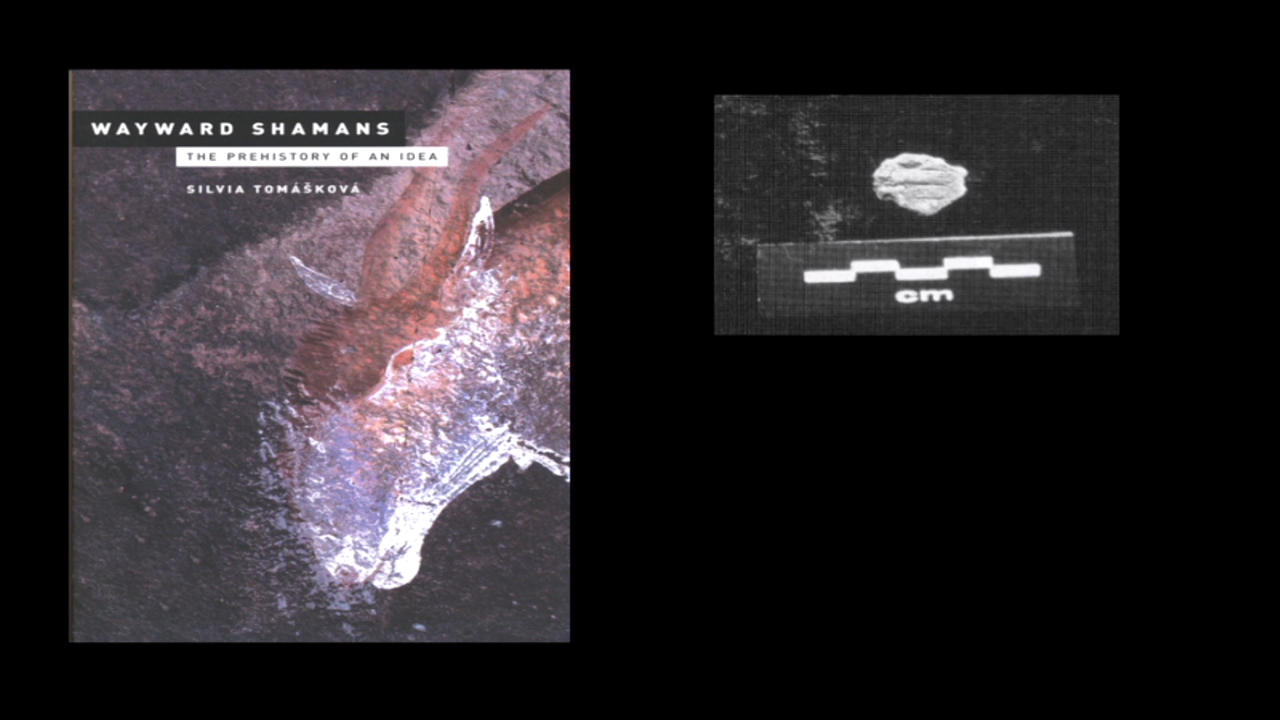 WAYWARD SHAMANS
THE PREHISTORY OF AN IDEA
SILVIA TOMÁŠKOVÁ
cm